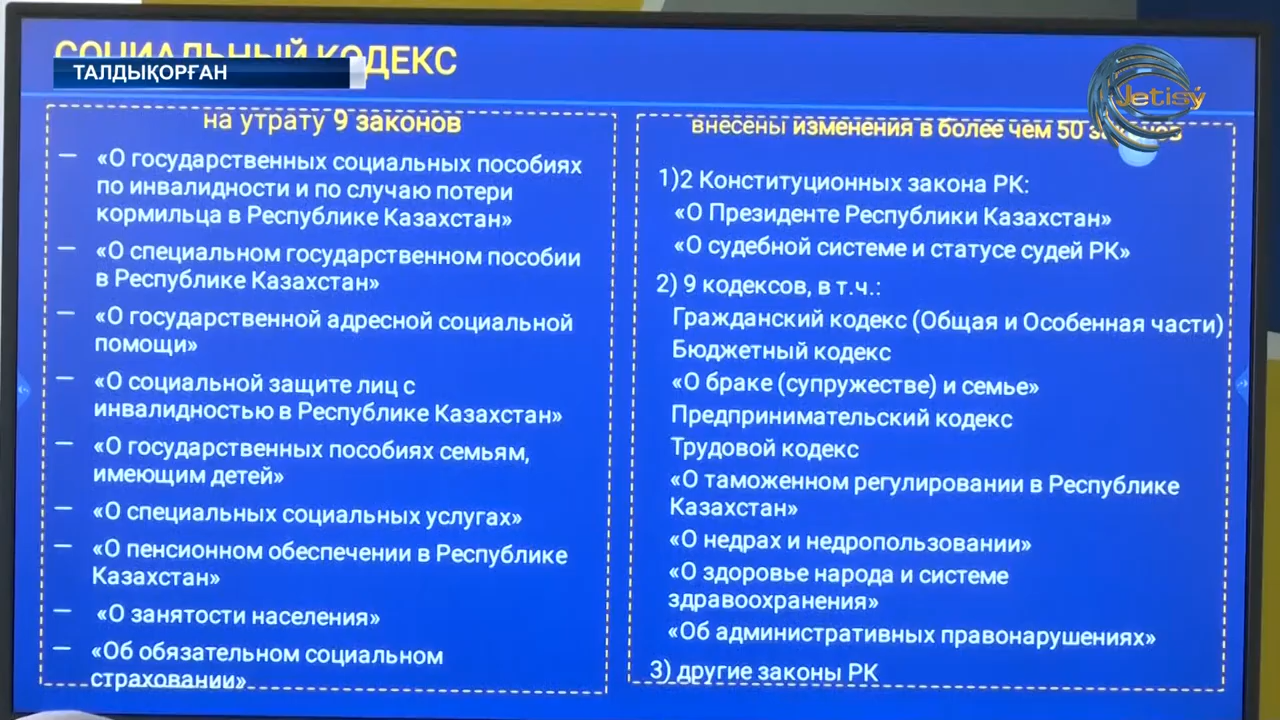 СОЦИАЛЬНЫЙ КОДЕКС
ТАЛДЫҚОРҒАН
Jetisý
на утрату 9 законов
– «О государственных социальных пособиях
по инвалидности и по случаю потери
кормильца в Республике Казахстан»
– «О специальном государственном пособии
в Республике Казахстан»
– «О государственной адресной социальной
помощи»
– «О социальной защите лиц с
инвалидностью в Республике Казахстан»
– «О государственных пособиях семьям,
имеющим детей»
– «О специальных социальных услугах»
– «О пенсионном обеспечении в Республике
Казахстан»
– «О занятости населения»
– «Об обязательном социальном
страховании»
внесены изменения в более чем 50 законов
1)2 Конституционных закона РК:
«О Президенте Республики Казахстан»
«О судебной системе и статусе судей РК»
2) 9 кодексов, в т.ч.:
Гражданский кодекс (Общая и Особенная части)
Бюджетный кодекс
«О браке (супружестве) и семье»
Предпринимательский кодекс
Трудовой кодекс
«О таможенном регулировании в Республике
Казахстан»
«О недрах и недропользовании»
«О здоровье народа и системе
здравоохранения»
«Об административных правонарушениях»
3) другие законы РК